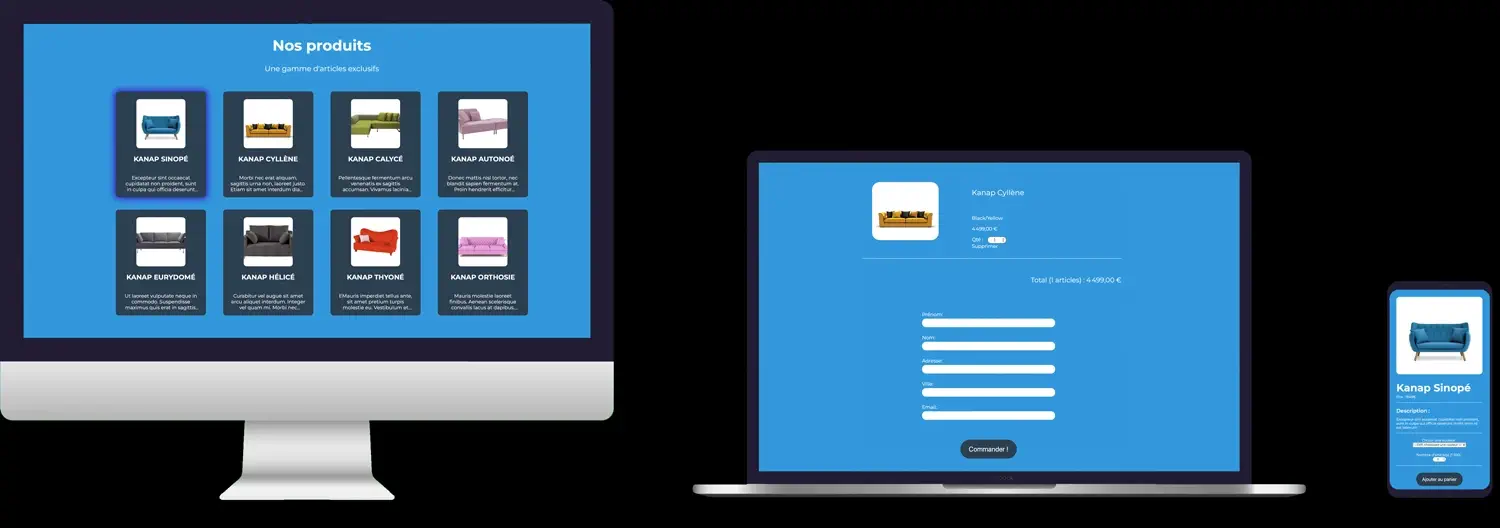 Nos produits
Une gamme d'articles exclusifs
KANAP SINOPÉ
Excepteur sint occaecat
cupidatat non proident, sunt
in culpa qui officia deserunt...
KANAP CYLLÈNE
Morbi nec erat aliquam,
sagittis urna non, laoreet justo.
Etiam sit amet interdum dia...
KANAP CALYCÉ
Pellentesque fermentum arcu
venenatis ex sagittis
accumsan. Vivamus lacinia...
KANAP AUTONOÉ
Donec mattis nisl tortor, nec
blandit sapien fermentum at.
Proin hendrerit efficitur...
KANAP EURYDOMÉ
Ut laoreet vulputate neque in
commodo. Suspendisse
maximus quis erat in sagittis...
KANAP HÉLICÉ
Curabitur vel augue sit amet
arcu aliquet interdum. Integer
vel quam mi. Morbi nec...
KANAP THYONÉ
EMauris imperdiet tellus ante,
sit amet pretium turpis
molestie eu. Vestibulum et...
KANAP ORTHOSIE
Mauris molestie laoreet
finibus. Aenean scelerisque
convallis lacus at dapibus...
Kanap Cyllène
Black/Yellow
4 499,00 €
Qté : 1
Supprimer
Total (1 articles) : 4 499,00 €
Prénom:
Nom:
Adresse:
Ville:
Email:
Commander !
Kanap Sinopé
Description :
Ajouter au panier